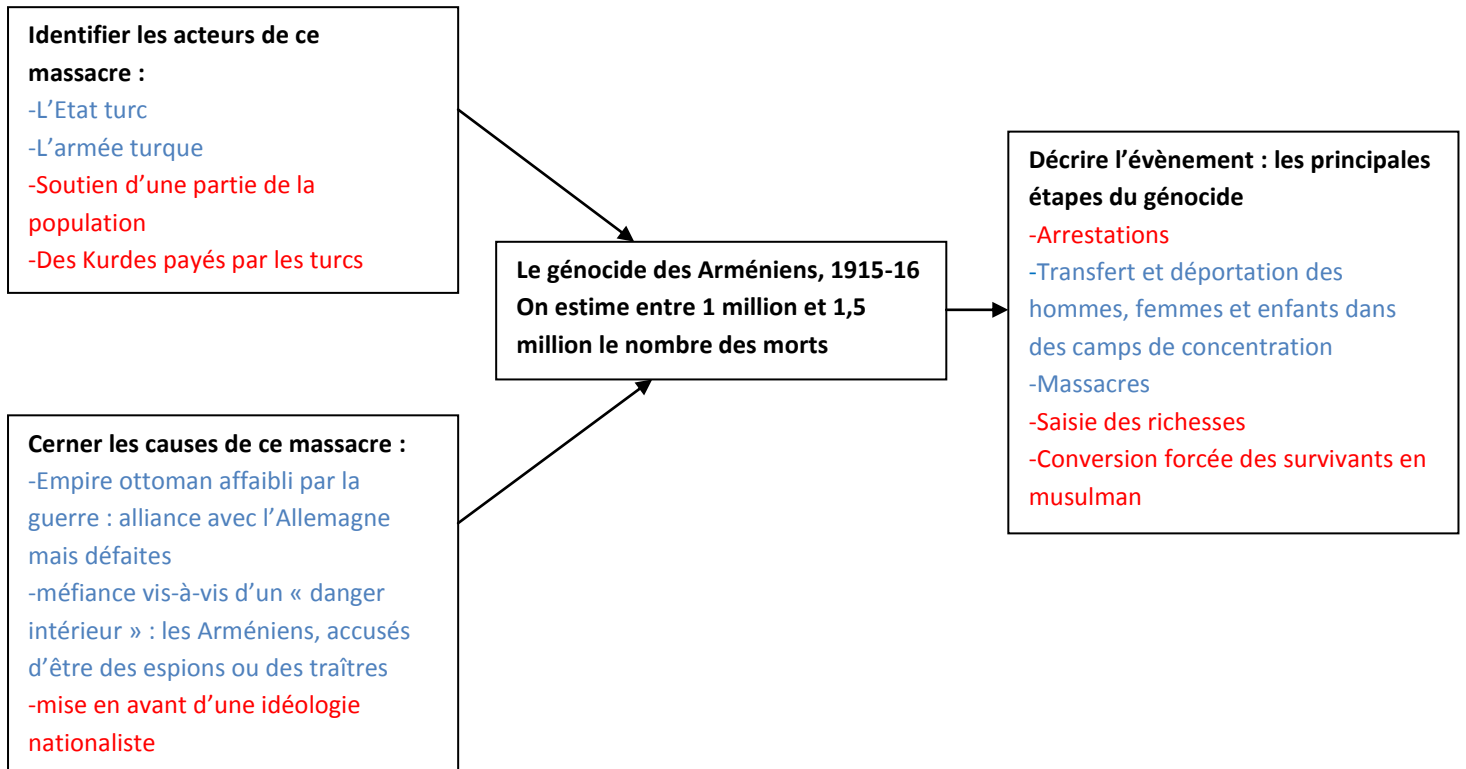 Identifier les acteurs de ce
massacre :
-L’Etat turc
-L’armée turque
-Soutien d’une partie de la
population
-Des Kurdes payés par les turcs
Cerner les causes de ce massacre :
-Empire ottoman affaibli par la
guerre : alliance avec l’Allemagne
mais défaites
-méfiance vis-à-vis d’un « danger
intérieur » : les Arméniens, accusés
d’être des espions ou des traîtres
-mise en avant d’une idéologie
nationaliste
Le génocide des Arméniens, 1915-16
On estime entre 1 million et 1,5
million le nombre des morts
Décrire l’évènement : les principales
étapes du génocide
-Arrestations
-Transfert et déportation des
hommes, femmes et enfants dans
des camps de concentration
-Massacres
-Saisie des richesses
-Conversion forcée des survivants en
musulman